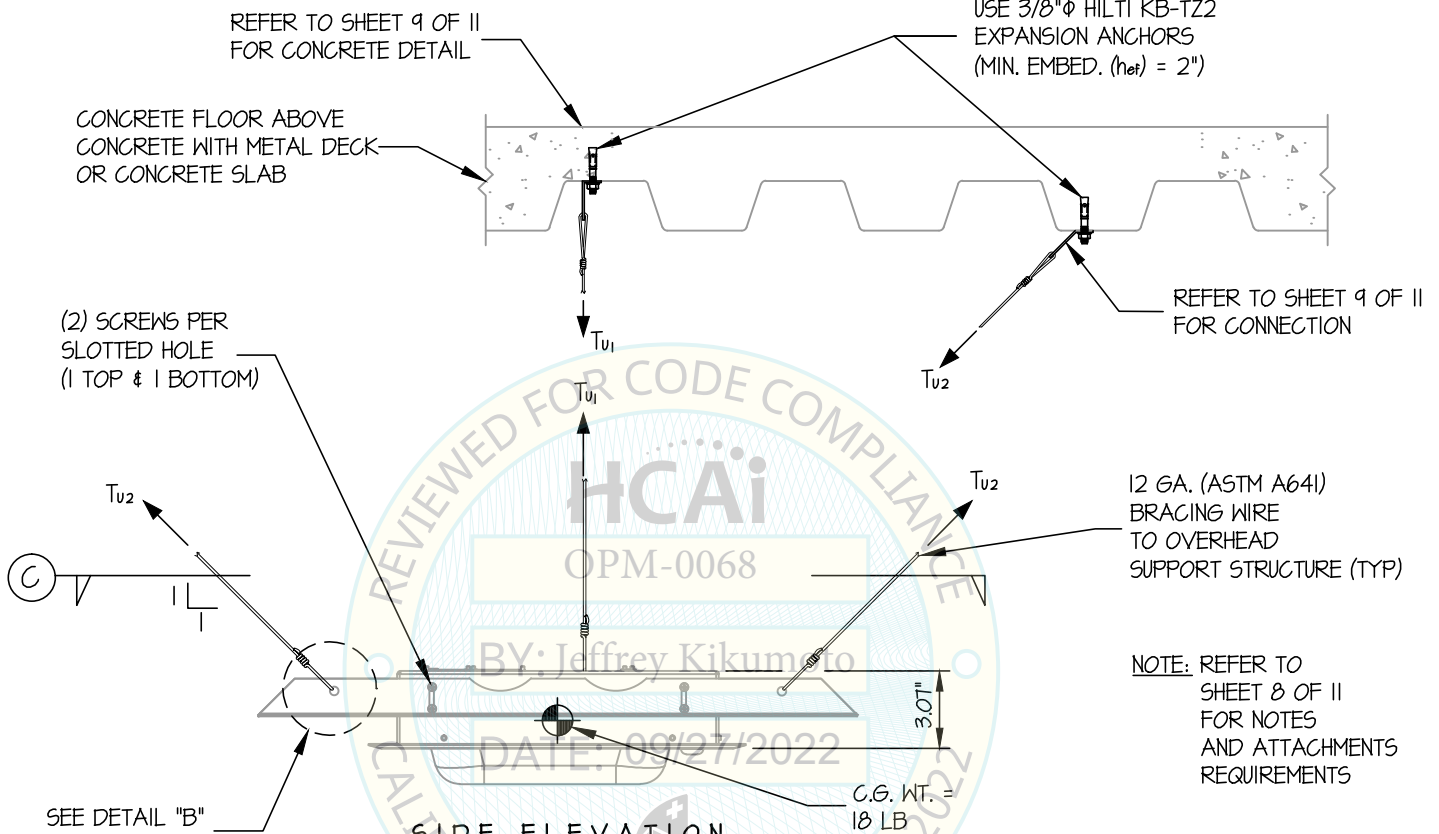 REFER TO SHEET 9 OF 11
FOR CONCRETE DETAIL
USE 3/8"Φ HILTI KB-TZ2
EXPANSION ANCHORS
(MIN. EMBED. (hef) = 2")
CONCRETE FLOOR ABOVE
CONCRETE WITH METAL DECK
OR CONCRETE SLAB
REFER TO SHEET 9 OF 11
FOR CONNECTION
(2) SCREWS PER
SLOTTED HOLE
(1 TOP & 1 BOTTOM)
TU1
TU2
TU1
TU2
TU2
12 GA. (ASTM A641)
BRACING WIRE
TO OVERHEAD
SUPPORT STRUCTURE (TYP)
C
1
1
REVIEWED FOR CODE COMPLIANCE
HCAi
OPM-0068
BY: Jeffrey Kikumoto
DATE: 09/27/2022
2022
3.07"
NOTE: REFER TO
SHEET 8 OF 11
FOR NOTES
AND ATTACHMENTS
REQUIREMENTS
C.G. WT. =
18 LB
SEE DETAIL "B"
SIDE ELEVATION